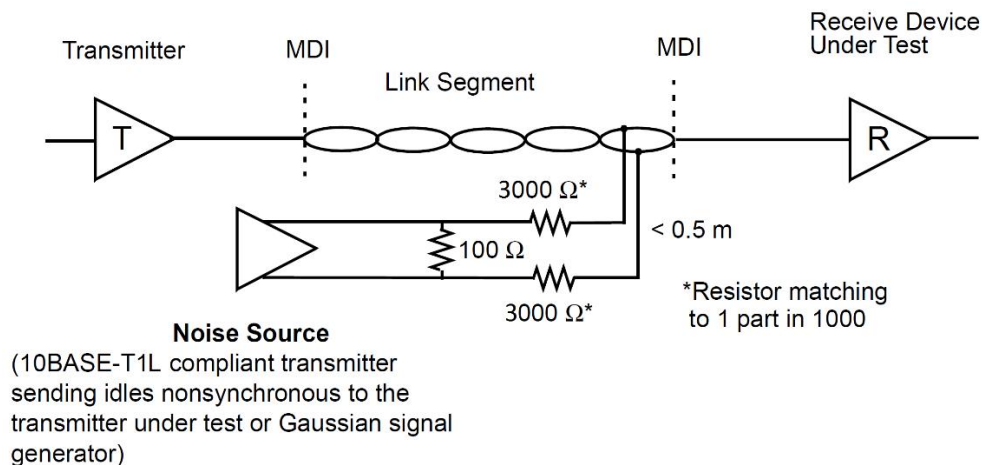 Transmitter
MDI
Link Segment
MDI
Receive Device
Under Test
T
R
3000 Ω*
100 Ω
3000 Ω*
< 0.5 m
*Resistor matching
to 1 part in 1000
Noise Source
(10BASE-T1L compliant transmitter
sending idles nonsynchronous to the
transmitter under test or Gaussian signal
generator)